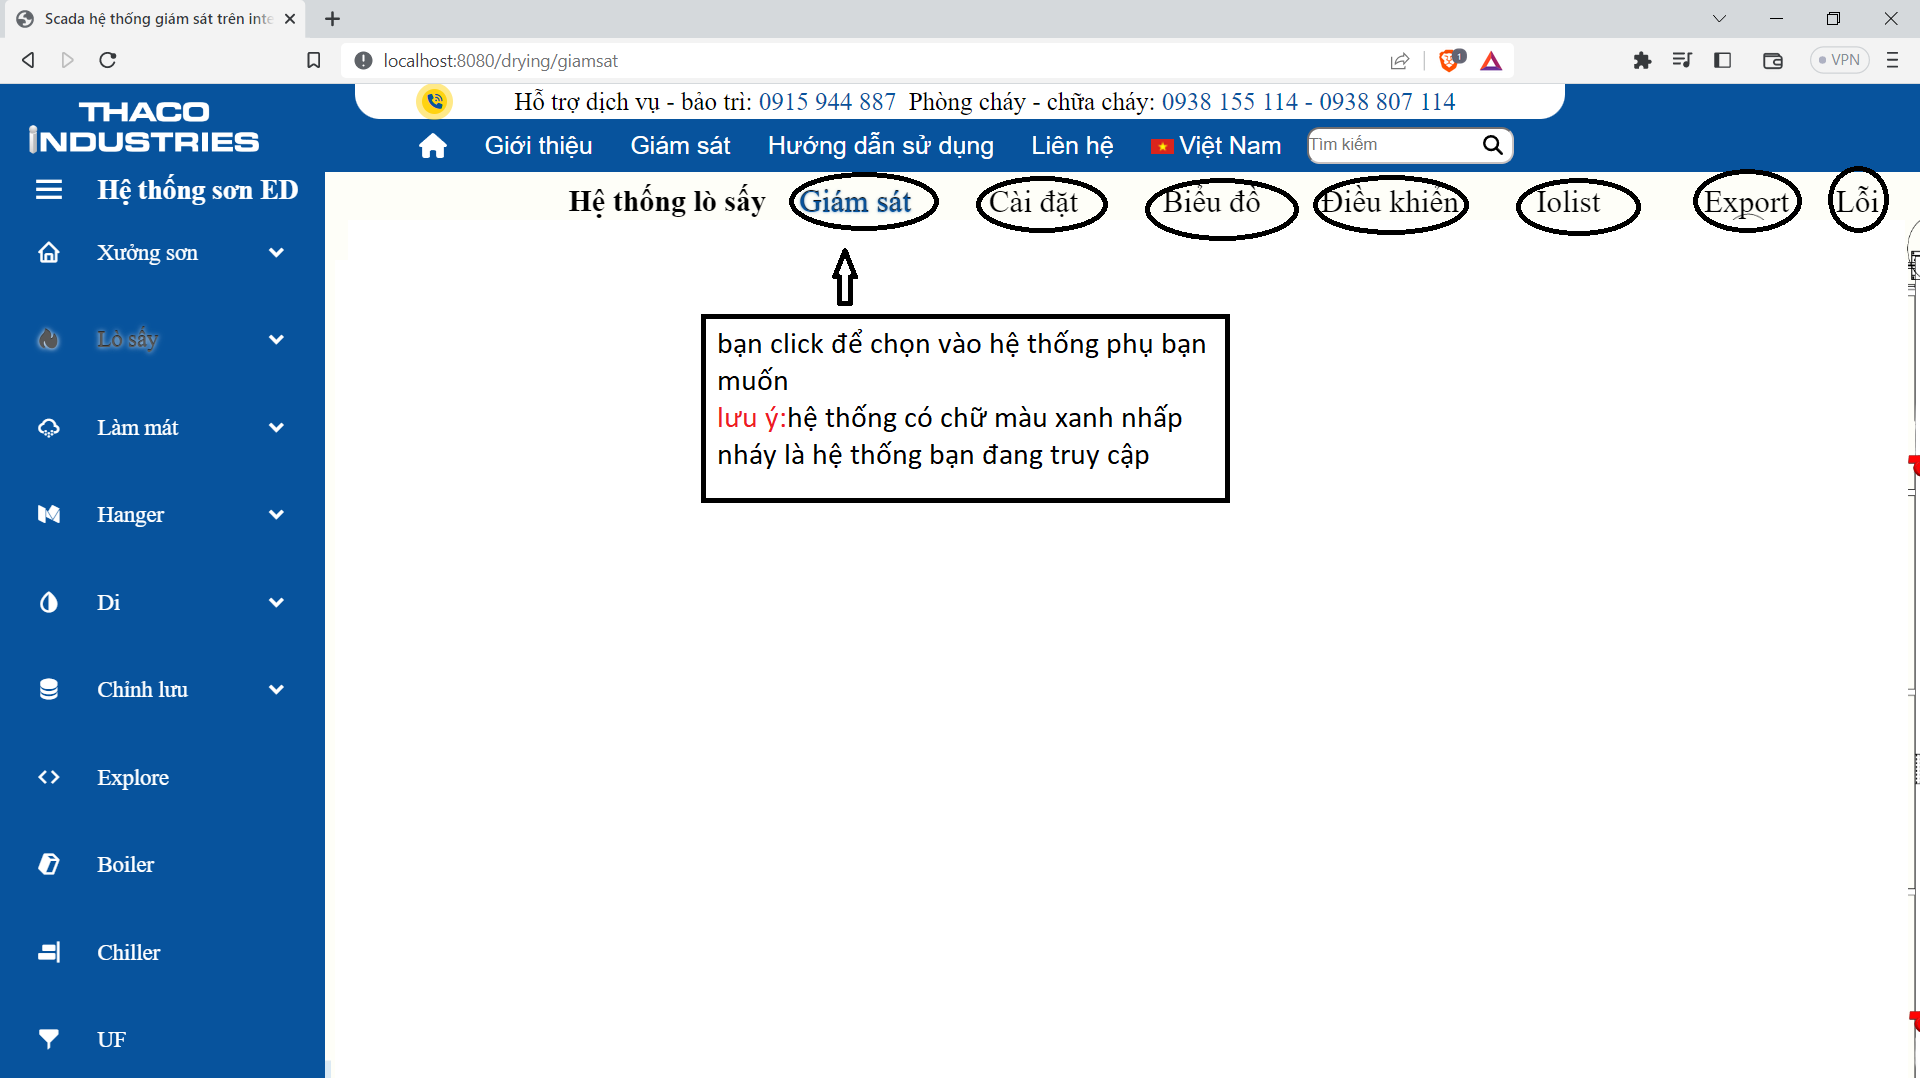 Scada hệ thống giám sát trên inte
localhost:8080/drying/giamsat
1
VPN
THACO
INDUSTRIES
Hỗ trợ dịch vụ - bảo trì: 0915 944 887 Phòng cháy - chữa cháy: 0938 155 114 - 0938 807 114
Giới thiệu Giám sát Hướng dẫn sử dụng Liên hệ Việt Nam Tìm kiếm
Hệ thống sơn ED
Hệ thống lò sấy Giám sát Cài đặt Biểu đồ Điều khiển Iolist Export Lỗi
Xưởng sơn
Lò sấy
Làm mát
Hanger
Di
Chỉnh lưu
Explore
Boiler
Chiller
UF
bạn click để chọn vào hệ thống phụ bạn
muốn
lưu ý:hệ thống có chữ màu xanh nhấp
nháy là hệ thống bạn đang truy cập